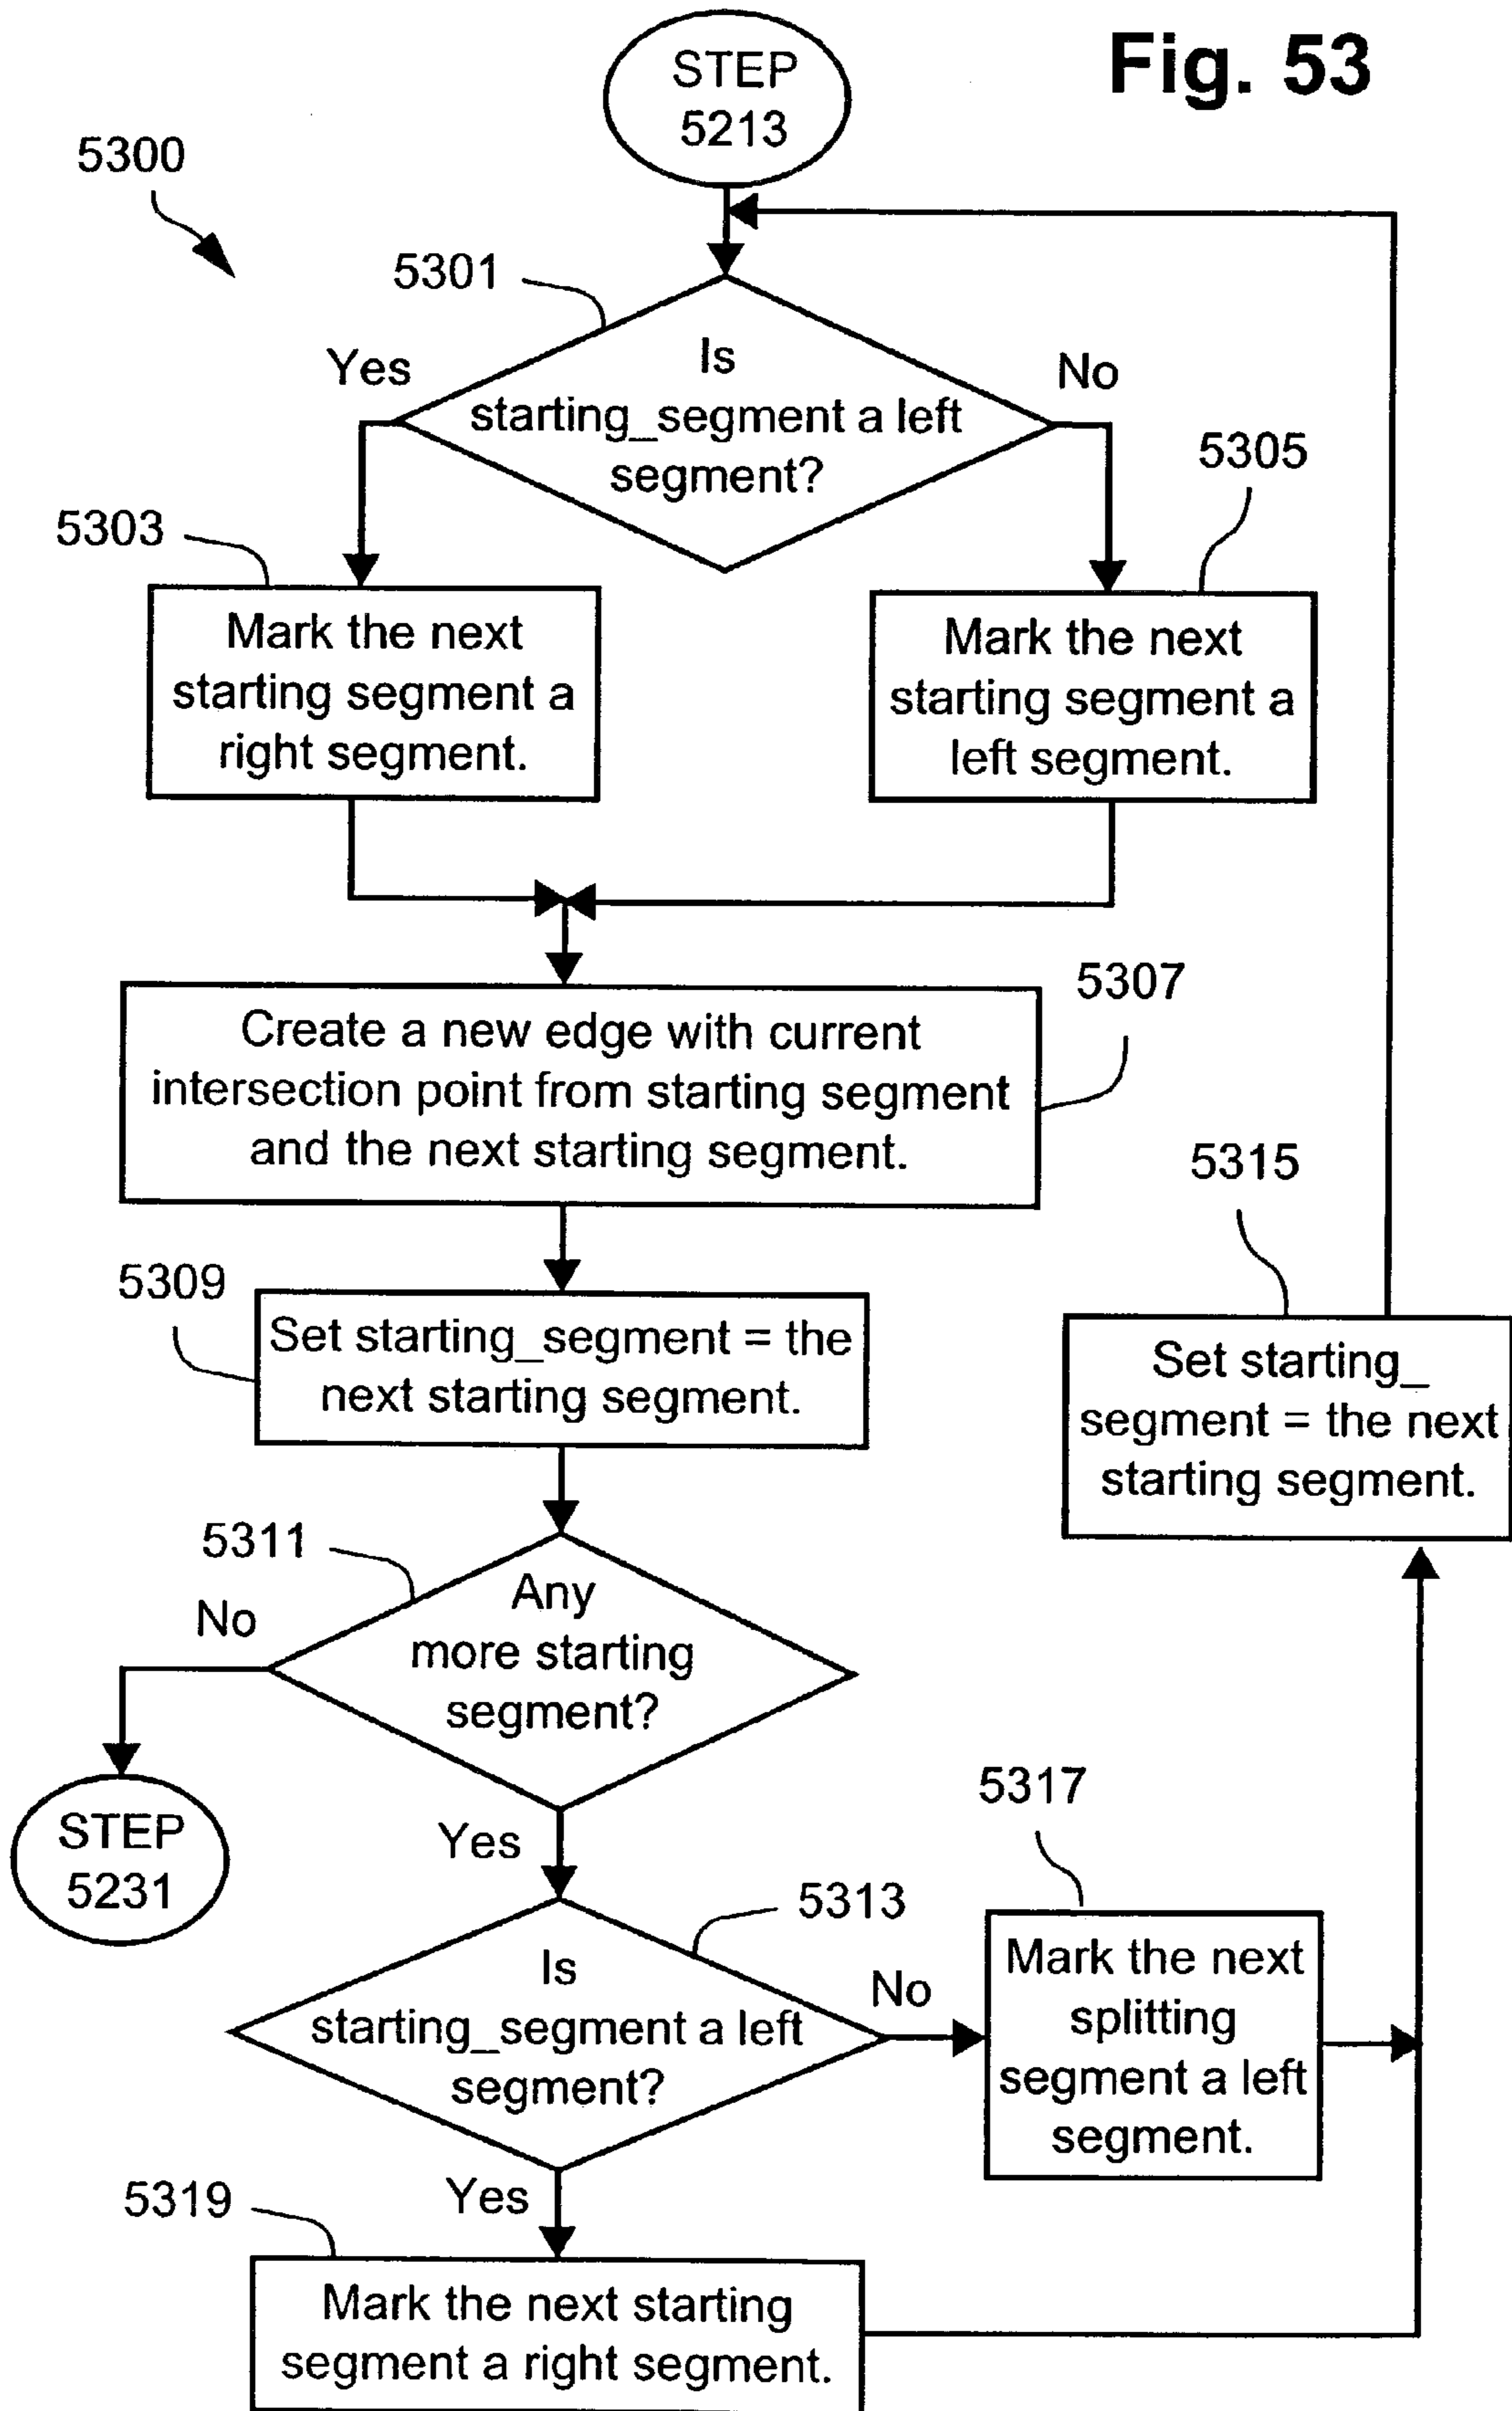 Fig. 53
STEP
5213
5300
5301
Is
starting_segment a left
segment?
Yes
No
5303
5305
Mark the next
starting segment a
right segment.
Mark the next
starting segment a
left segment.
5307
Create a new edge with current
intersection point from starting segment
and the next starting segment.
5309
Set starting_segment = the
next starting segment.
5315
Set starting_
segment = the next
starting segment.
5311
Any
more starting
segment?
No
STEP
5231
Yes
5313
Is
starting_segment a left
segment?
No
5317
Mark the next
splitting
segment a left
segment.
Yes
5319
Mark the next starting
segment a right segment.